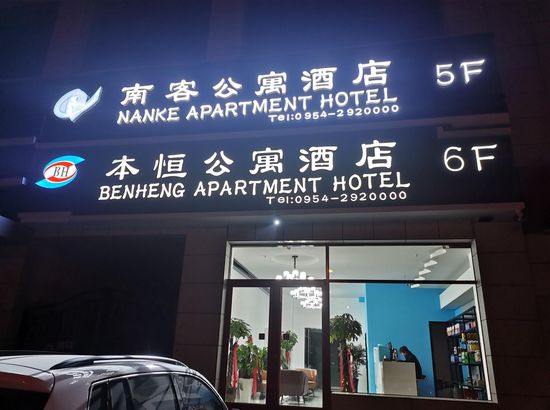 南客公寓酒店 5F
NANKE APARTMENT HOTEL
Tel:0954-2920000
BH 本恒公寓酒店 6F
BENHENG APARTMENT HOTEL
Tel:0954-2920000